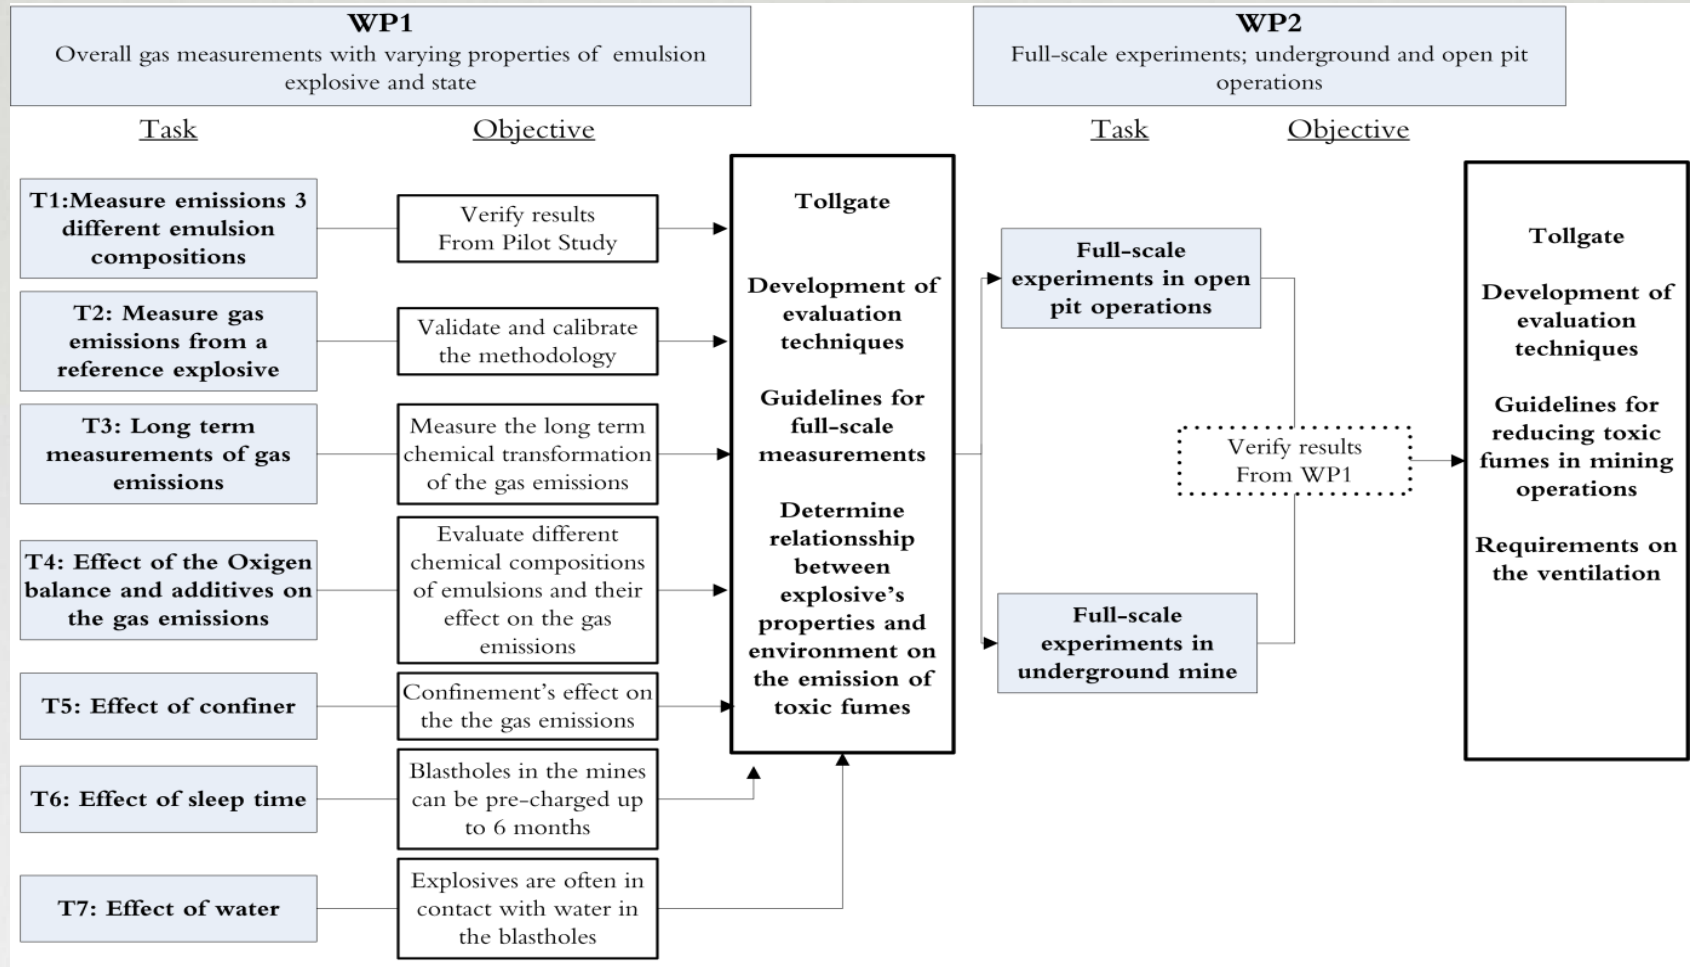 WP1
Overall gas measurements with varying properties of emulsion
explosive and state
WP2
Full-scale experiments; underground and open pit
operations
Task
Objective
Task
Objective
T1:Measure emissions 3
different emulsion
compositions
Verify results
From Pilot Study
T2: Measure gas
emissions from a
reference explosive
Validate and calibrate
the methodology
T3: Long term
measurements of gas
emissions
Measure the long term
chemical transformation
of the gas emissions
T4: Effect of the Oxigen
balance and additives on
the gas emissions
Evaluate different
chemical compositions
of emulsions and their
effect on the gas
emissions
T5: Effect of confiner
Confinement's effect on
the the gas emissions
T6: Effect of sleep time
Blastholes in the mines
can be pre-charged up
to 6 months
T7: Effect of water
Explosives are often in
contact with water in
the blastholes
Tollgate
Development of
evaluation
techniques
Guidelines for
full-scale
measurements
Determine
relationsship
between
explosive's
properties and
environment on
the emission of
toxic fumes
Full-scale
experiments in open
pit operations
Full-scale
experiments in
underground mine
Verify results
From WP1
Tollgate
Development of
evaluation
techniques
Guidelines for
reducing toxic
fumes in mining
operations
Requirements on
the ventilation